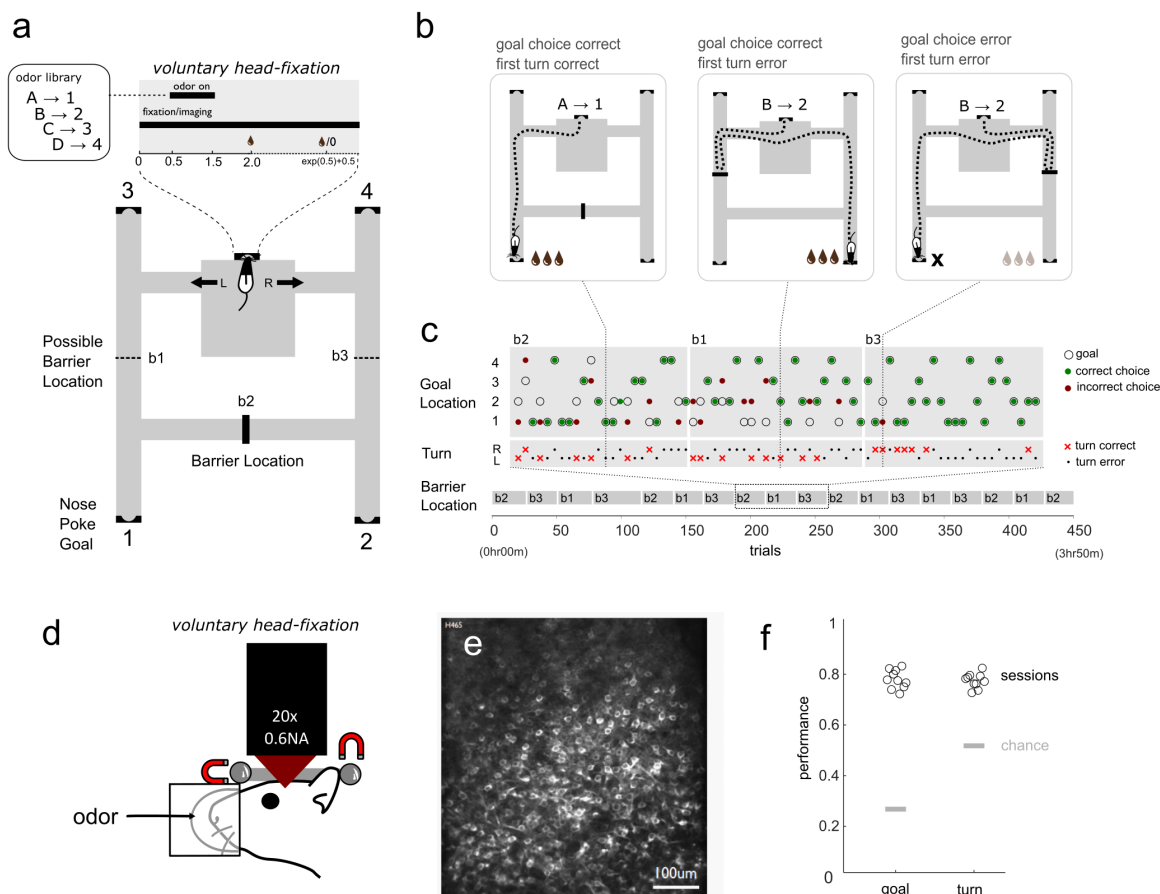 a
voluntary head-fixation
odor library
A → 1
B → 2
C → 3
D → 4
odor on
fixation/imaging
/0
0 0.5 1.5 2.0 exp(0.5)+0.5
3 4
L R
Possible
Barrier
Location
b1
b3
b2
Barrier Location
Nose
Poke
Goal
1 2
b
goal choice correct
first turn correct
goal choice correct
first turn error
goal choice error
first turn error
A → 1
B → 2
B → 2
x
c
b2 b1 b3
Goal
Location
4
3
2
1
goal
correct choice
incorrect choice
Turn
R
L
turn correct
turn error
Barrier
Location
b2 b3 b1 b3 b2 b1 b3 b2 b1 b3 b2 b1 b3 b1 b2 b1 b2
0 50 100 150 200 250 300 350 400 450
(0hr00m) trials (3hr50m)
d
voluntary head-fixation
20x
0.6NA
odor
H465
e
100um
f
1
0.8
0.6
0.4
0.2
0
performance
sessions
chance
goal turn